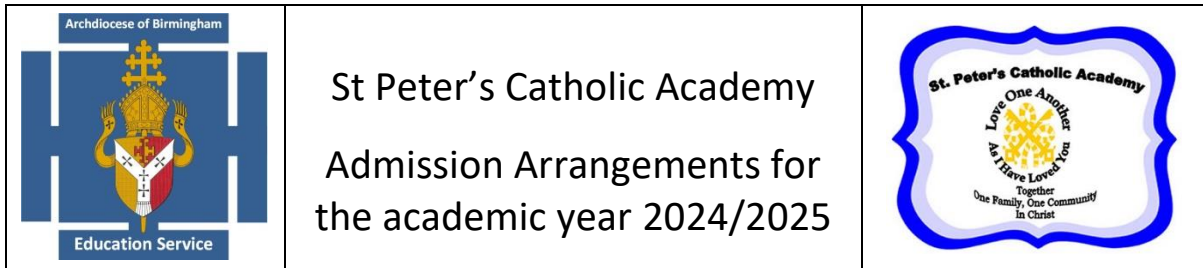 Archdiocese of Birmingham
Education Service
St Peter’s Catholic Academy
Admission Arrangements for
the academic year 2024/2025
St. Peter's Catholic Academy
Love One Another
As I Have Loved You
Together
One Family, One Community
In Christ